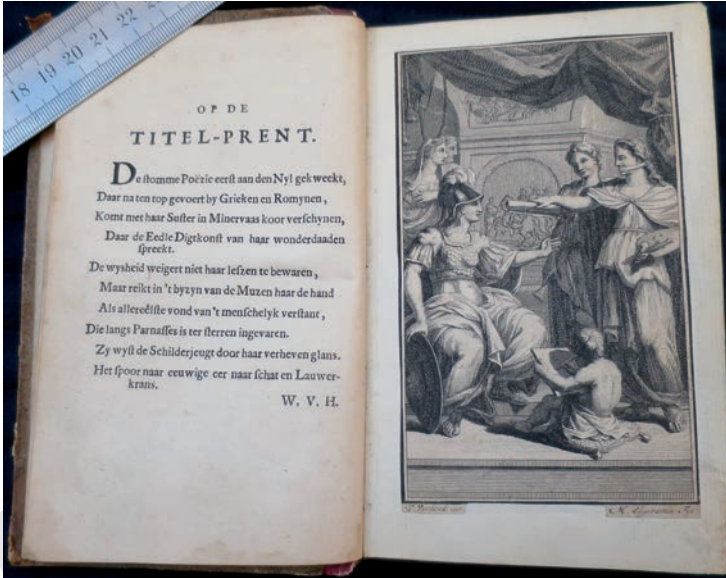 18 19 20 21 22
OP DE
TITEL-PRENT.
De ſtomme Poëzie eerſt aan den Nyl gekweekt,
Daar na ten top gevoert by Grieken en Romynen,
Komt met haar Suſter in Minervaas koor verſchynen,
Daar de Eedle Digtkonſt van haar wonderdaaden
ſpreekt.
De wysheid weigert niet haar leſzen te bewaren,
Maar reikt in 't byzyn van de Muzen haar de hand
Als allereêlſte vond van 't menſchelyk verſtant,
Die langs Parnaſſes is ter ſterren ingevaren.
Zy wyſt de Schilderjeugt door haar verheven glans.
Het ſpoor naar eeuwige eer naar ſchat en Lauwer-
krans.
W. V. H.